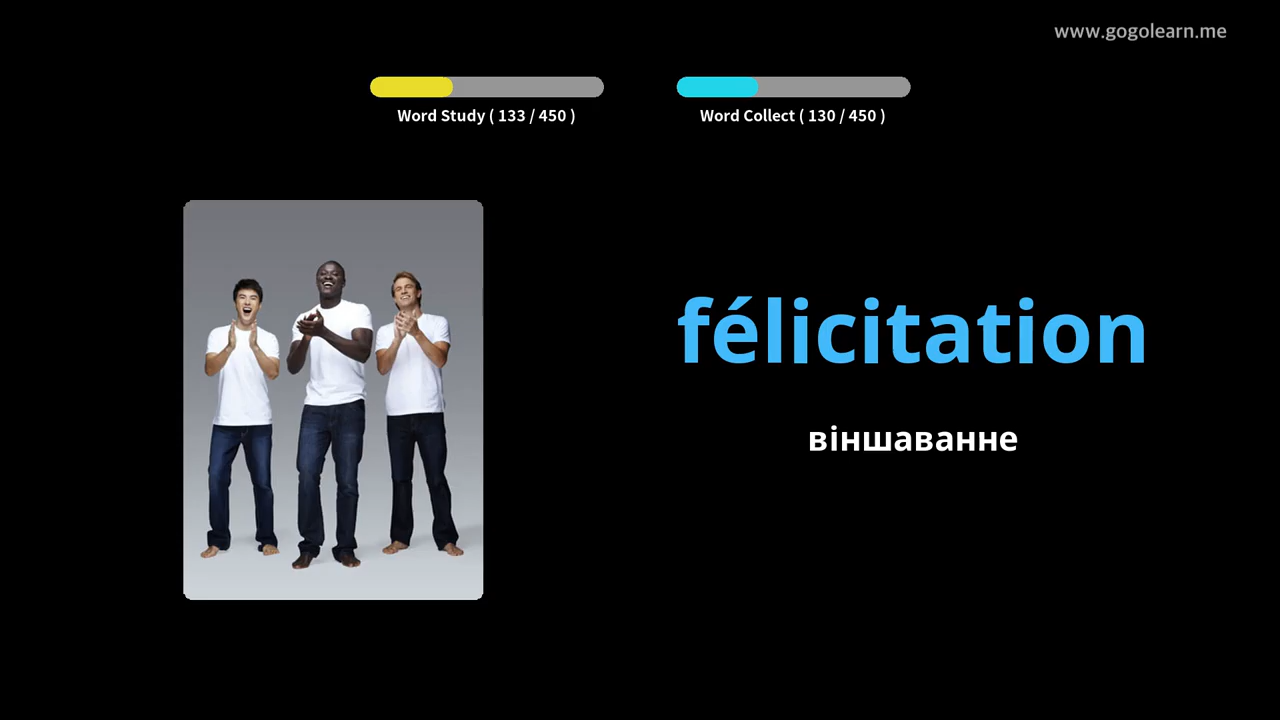 www.gogolearn.me
Word Study ( 133 / 450 )
Word Collect ( 130 / 450 )
félicitation
віншаванне